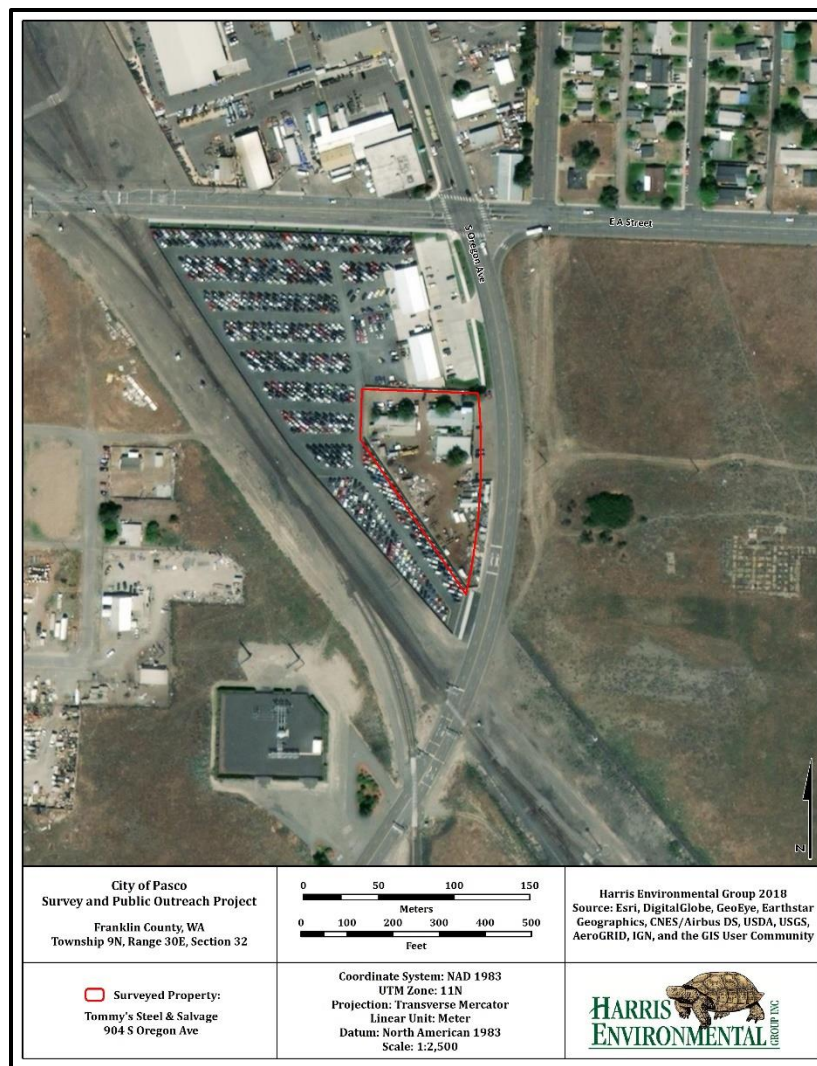 E A Street
S Oregon Ave
N
City of Pasco
Survey and Public Outreach Project
Franklin County, WA
Township 9N, Range 30E, Section 32
0 50 100 150
Meters
0 100 200 300 400 500
Feet
Harris Environmental Group 2018
Source: Esri, DigitalGlobe, GeoEye, Earthstar
Geographics, CNES/Airbus DS, USDA, USGS,
AeroGRID, IGN, and the GIS User Community
Surveyed Property:
Tommy's Steel & Salvage
904 S Oregon Ave
Coordinate System: NAD 1983
UTM Zone: 11N
Projection: Transverse Mercator
Linear Unit: Meter
Datum: North American 1983
Scale: 1:2,500
HARRIS
ENVIRONMENTAL
GROUP INC